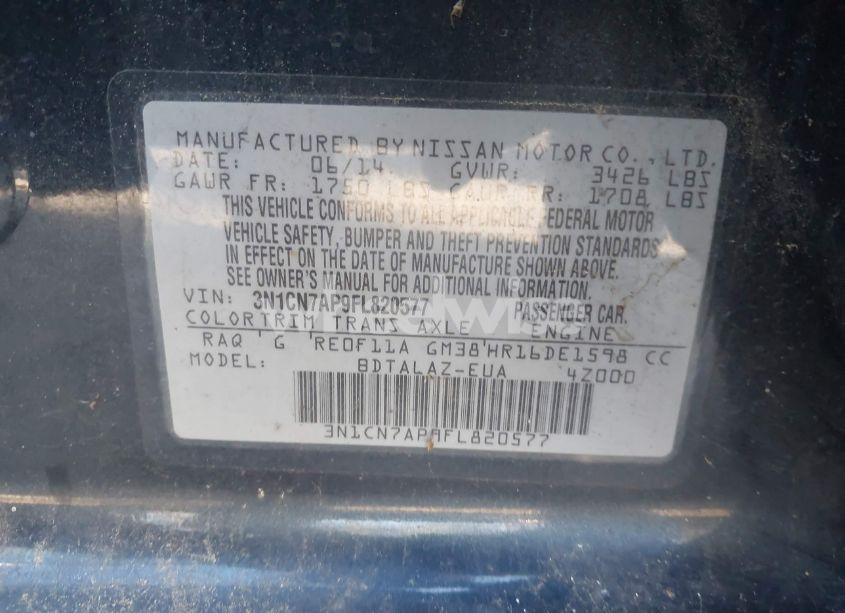 MANUFACTURED BY NISSAN MOTOR CO., LTD.
DATE: 06/14 GVWR: 3426 LBS
GAWR FR: 1750 LBS GAWR RR: 1708 LBS
THIS VEHICLE CONFORMS TO ALL APPLICABLE FEDERAL MOTOR
VEHICLE SAFETY, BUMPER AND THEFT PREVENTION STANDARDS
IN EFFECT ON THE DATE OF MANUFACTURE SHOWN ABOVE.
SEE OWNER'S MANUAL FOR ADDITIONAL INFORMATION.
VIN: 3N1CN7AP9FL820577 PASSENGER CAR.
COLOR TRIM TRANS AXLE ENGINE
RAQ G RE0F11A GM38 HR16DE1598 CC
MODEL: BDTALAZ-EUA 4Z000
3N1CN7AP9FL820577